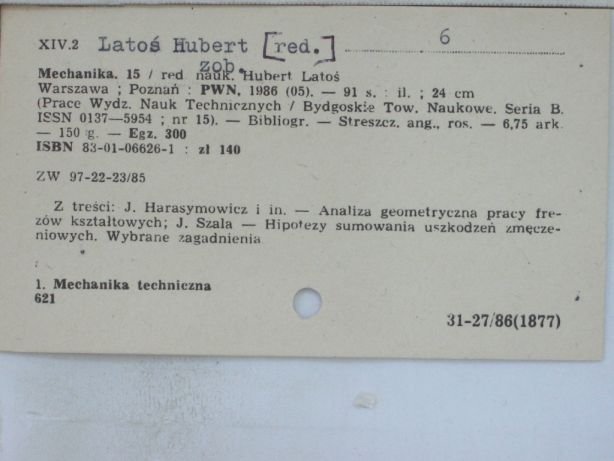 XIV.2 Latoś Hubert [red.] 6
zob.
Mechanika. 15 / red nauk. Hubert Latoś
Warszawa ; Poznań : PWN, 1986 (05). — 91 s. : il. ; 24 cm
(Prace Wydz. Nauk Technicznych / Bydgoskie Tow. Naukowe. Seria B.
ISSN 0137—5954 ; nr 15). — Bibliogr. — Streszcz. ang., ros. — 6,75 ark.
— 150 g. — Egz. 300
ISBN 83-01-06626-1 : zł 140
ZW 97-22-23/85
Z treści: J. Harasymowicz i in. — Analiza geometryczna pracy fre-
zów kształtowych; J. Szala — Hipotezy sumowania uszkodzeń zmęcze-
niowych. Wybrane zagadnienia
1. Mechanika techniczna
621
31-27/86(1877)